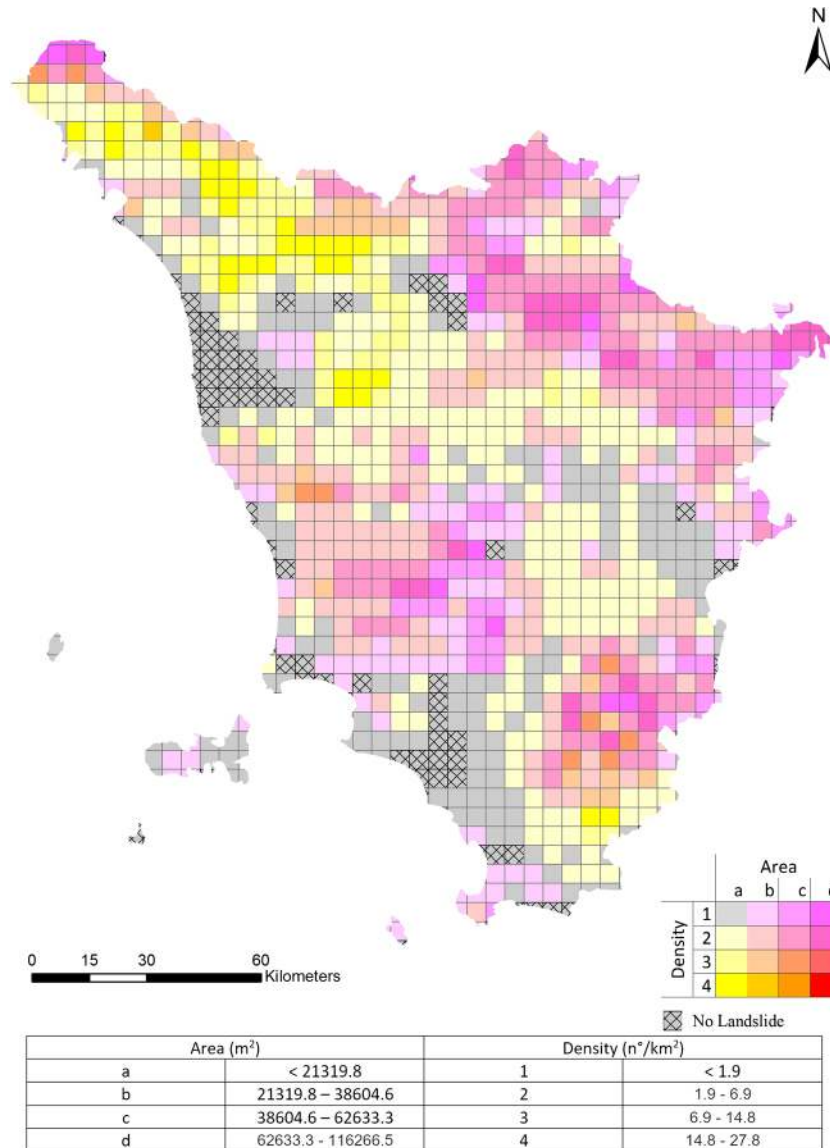 N
0 15 30 60
Kilometers
Area
a b c d
Density
1
2
3
4
No Landslide
Area (m²) Density (n°/km²)
a < 21319.8 1 < 1.9
b 21319.8 – 38604.6 2 1.9 - 6.9
c 38604.6 – 62633.3 3 6.9 - 14.8
d 62633.3 - 116266.5 4 14.8 - 27.8